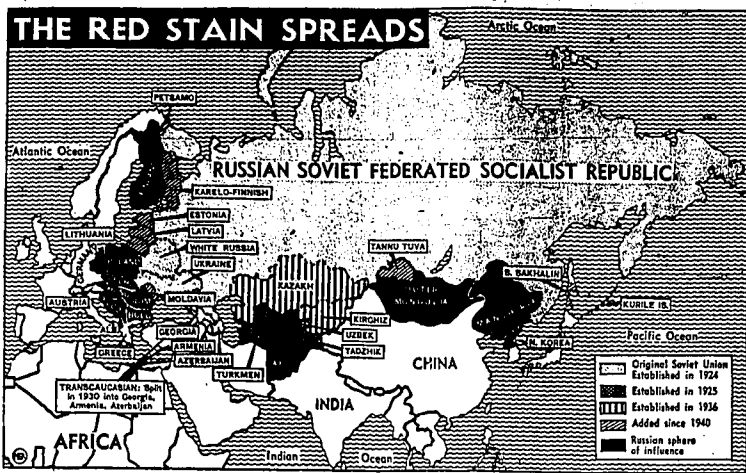 THE RED STAIN SPREADS
Arctic Ocean
PETSAMO
Atlantic Ocean
RUSSIAN SOVIET FEDERATED SOCIALIST REPUBLIC
KARELO-FINNISH
ESTONIA
LITHUANIA
LATVIA
WHITE RUSSIA
TANNU TUVA
UKRAINE
S. SAKHALIN
KAZAKH
AUSTRIA
MOLDAVIA
KURILE IS.
KIRGHIZ
GEORGIA
UZBEK
Pacific Ocean
ARMENIA
N. KOREA
GREECE
AZERBAIJAN
TADZHIK
CHINA
TURKMEN
TRANSCAUCASIAN: Split
in 1930 into Georgia,
Armenia, Azerbaijan
INDIA
AFRICA
Indian Ocean
Original Soviet Union
Established in 1924
Established in 1925
Established in 1936
Added since 1940
Russian sphere
of influence